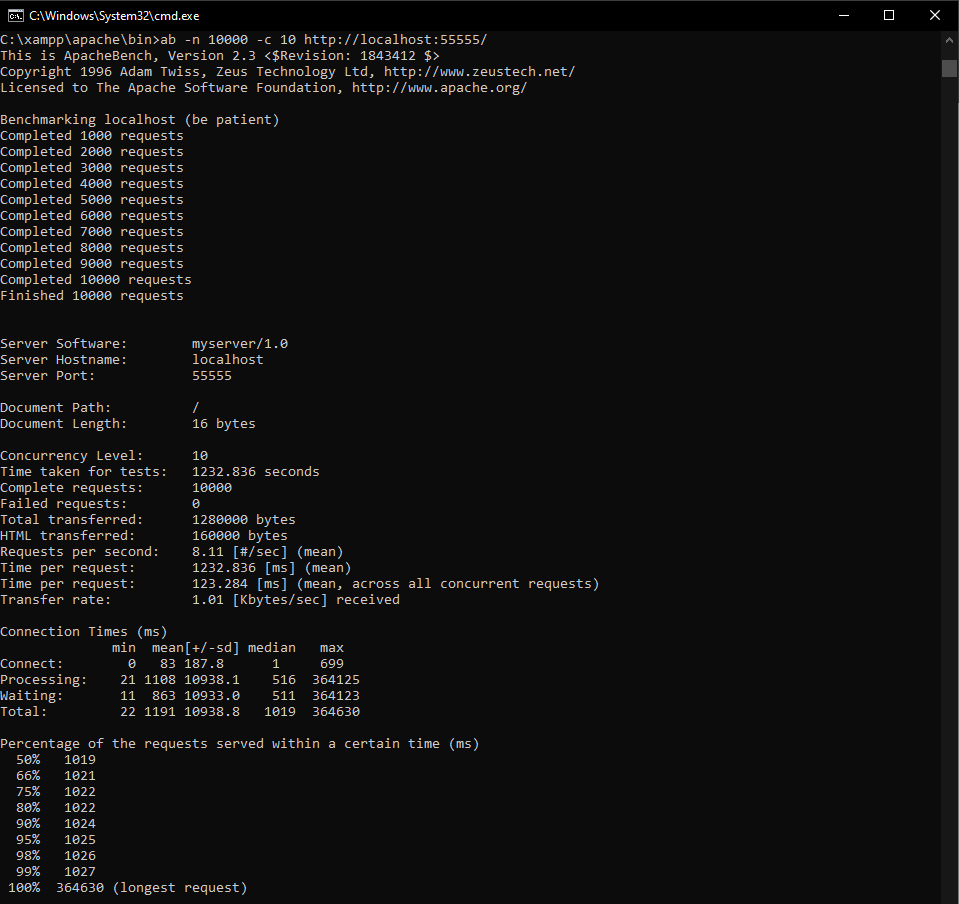 C:\Windows\System32\cmd.exe
C:\xampp\apache\bin>ab -n 10000 -c 10 http://localhost:55555/
This is ApacheBench, Version 2.3 <$Revision: 1843412 $>
Copyright 1996 Adam Twiss, Zeus Technology Ltd, http://www.zeustech.net/
Licensed to The Apache Software Foundation, http://www.apache.org/

Benchmarking localhost (be patient)
Completed 1000 requests
Completed 2000 requests
Completed 3000 requests
Completed 4000 requests
Completed 5000 requests
Completed 6000 requests
Completed 7000 requests
Completed 8000 requests
Completed 9000 requests
Completed 10000 requests
Finished 10000 requests


Server Software:        myserver/1.0
Server Hostname:        localhost
Server Port:            55555

Document Path:          /
Document Length:        16 bytes

Concurrency Level:      10
Time taken for tests:   1232.836 seconds
Complete requests:      10000
Failed requests:        0
Total transferred:      1280000 bytes
HTML transferred:       160000 bytes
Requests per second:    8.11 [#/sec] (mean)
Time per request:       1232.836 [ms] (mean)
Time per request:       123.284 [ms] (mean, across all concurrent requests)
Transfer rate:          1.01 [Kbytes/sec] received

Connection Times (ms)
              min  mean[+/-sd] median   max
Connect:        0   83 187.8      1     699
Processing:    21 1108 10938.1    516  364125
Waiting:       11  863 10933.0    511  364123
Total:         22 1191 10938.8   1019  364630

Percentage of the requests served within a certain time (ms)
  50%   1019
  66%   1021
  75%   1022
  80%   1022
  90%   1024
  95%   1025
  98%   1026
  99%   1027
 100%  364630 (longest request)